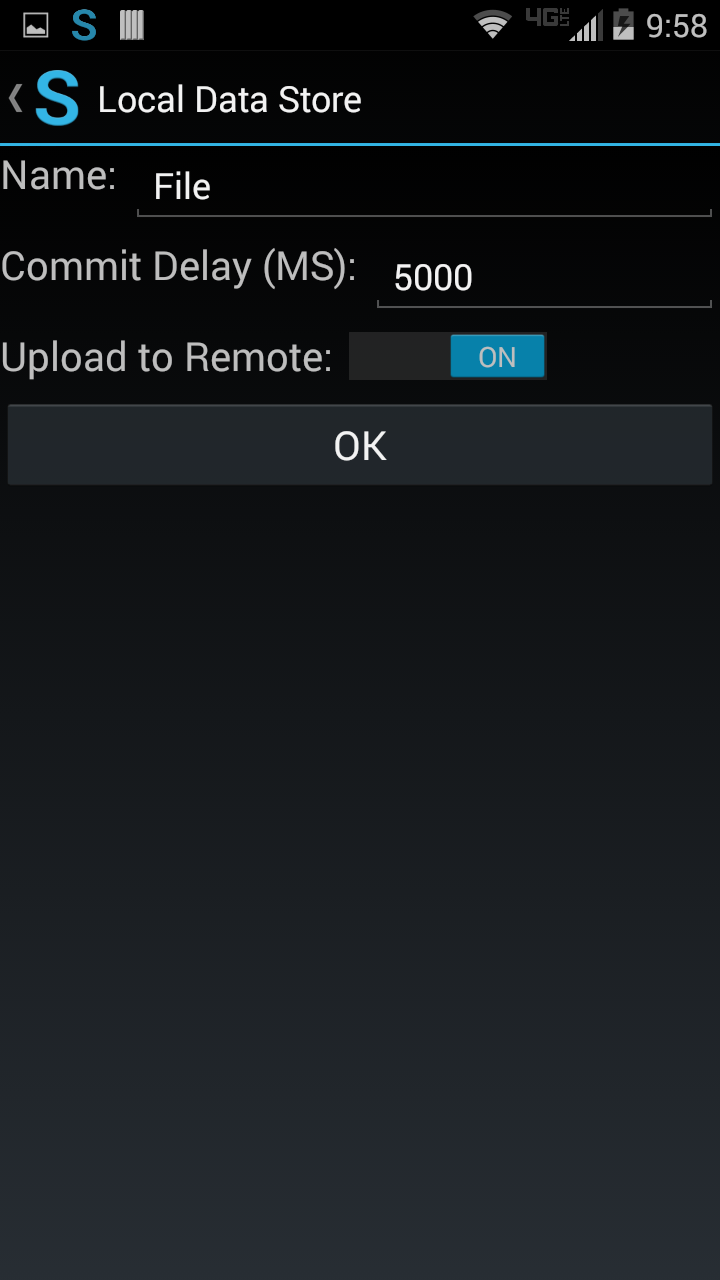 S 4G LTE 9:58
S Local Data Store
Name: File
Commit Delay (MS): 5000
Upload to Remote: ON
OK